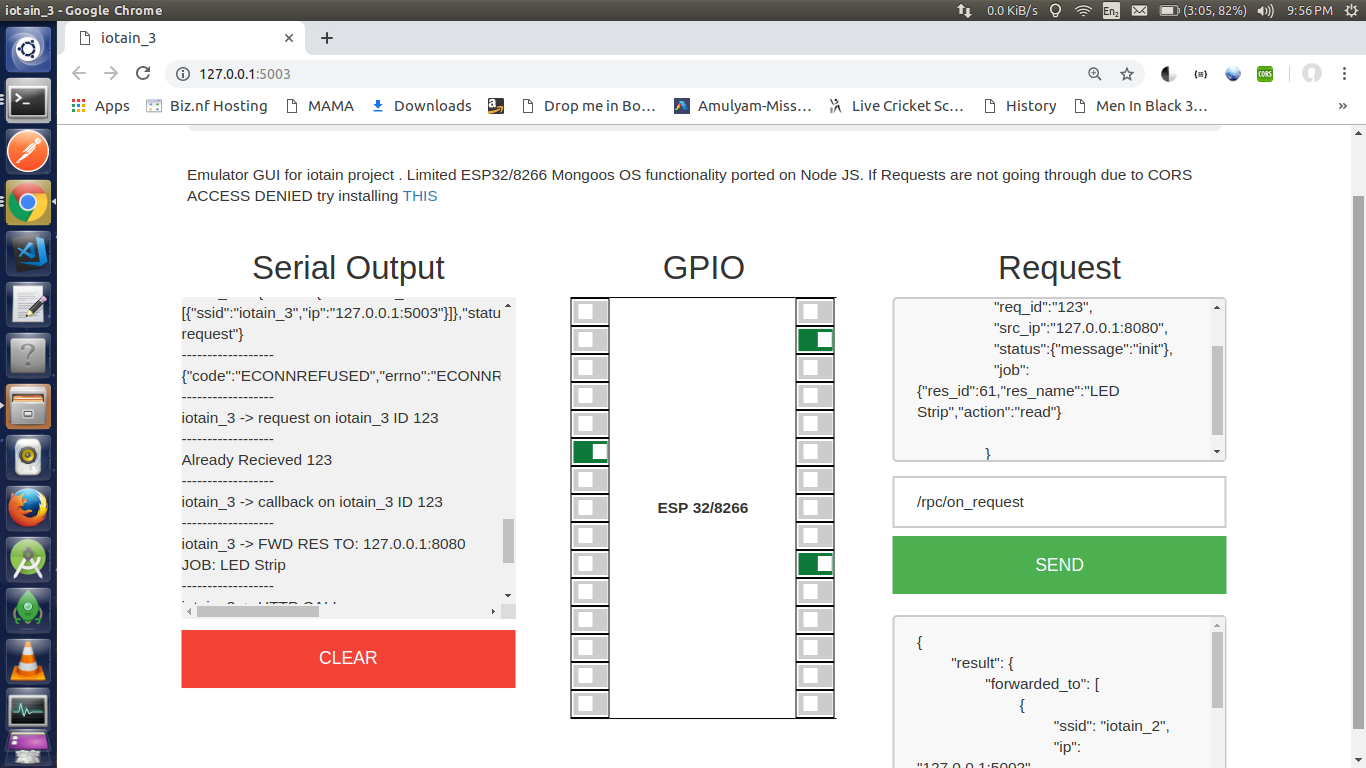 iotain_3 - Google Chrome
0.0 KiB/s
En2
(3:05, 82%)
9:56 PM
iotain_3
127.0.0.1:5003
{≡}
CORS
Apps
Biz.nf Hosting
MAMA
Downloads
Drop me in Bo…
Amulyam-Miss…
Live Cricket Sc…
History
Men In Black 3…
»
Emulator GUI for iotain project . Limited ESP32/8266 Mongoos OS functionality ported on Node JS. If Requests are not going through due to CORS
ACCESS DENIED try installing THIS
Serial Output
[{"ssid":"iotain_3","ip":"127.0.0.1:5003"}]},"statu
request"}
------------------
{"code":"ECONNREFUSED","errno":"ECONNR
------------------
iotain_3 -> request on iotain_3 ID 123
------------------
Already Recieved 123
------------------
iotain_3 -> callback on iotain_3 ID 123
------------------
iotain_3 -> FWD RES TO: 127.0.0.1:8080
JOB: LED Strip
------------------
CLEAR
GPIO
ESP 32/8266
Request
"req_id":"123",
"src_ip":"127.0.0.1:8080",
"status":{"message":"init"},
"job":
{"res_id":61,"res_name":"LED
Strip","action":"read"}
}
/rpc/on_request
SEND
{
"result": {
"forwarded_to": [
{
"ssid": "iotain_2",
"ip":
"127.0.0.1:5002"